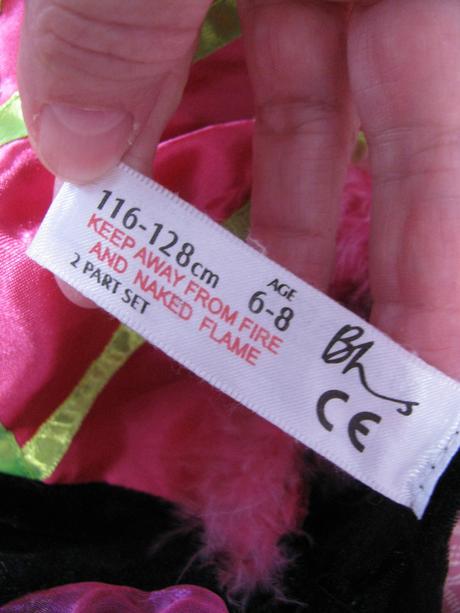 116-128cm
AGE
6-8
KEEP AWAY FROM FIRE
AND NAKED FLAME
2 PART SET
Bhs
CE